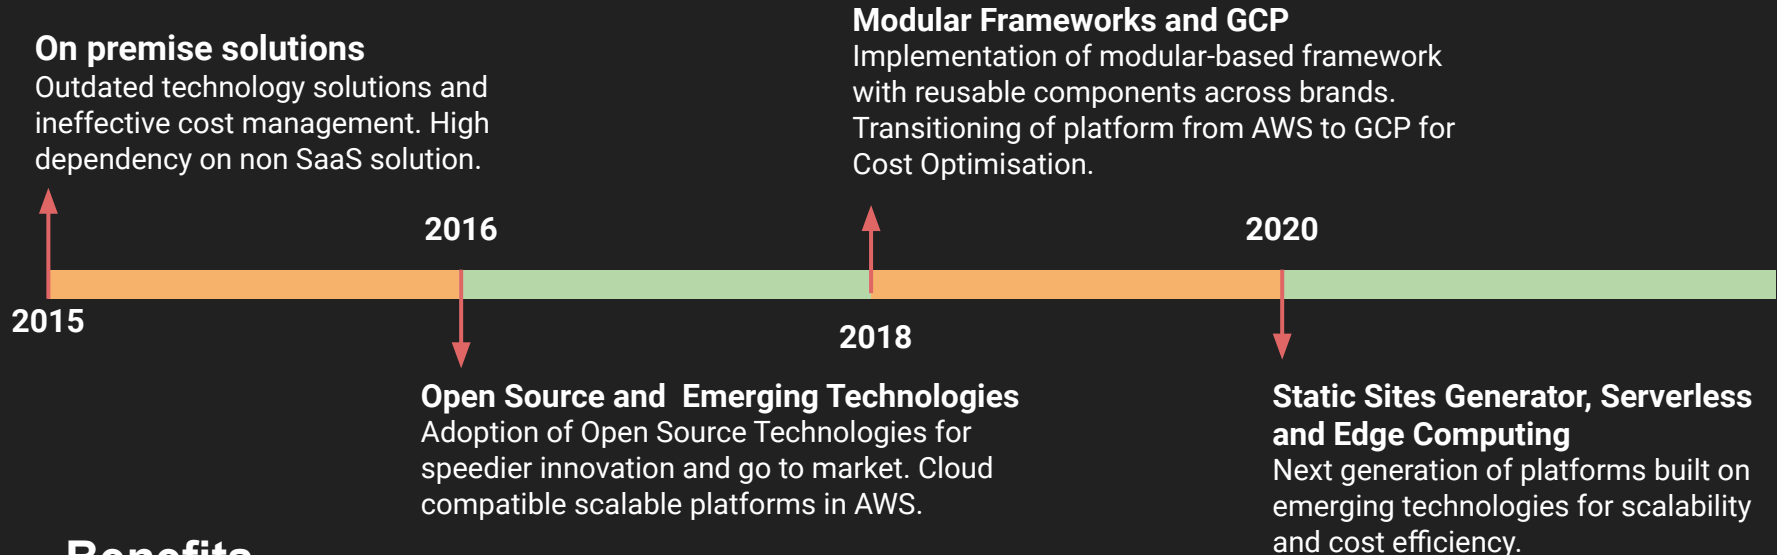 On premise solutions
Outdated technology solutions and
ineffective cost management. High
dependency on non SaaS solution.
Modular Frameworks and GCP
Implementation of modular-based framework
with reusable components across brands.
Transitioning of platform from AWS to GCP for
Cost Optimisation.
2016
2020
2015
2018
Open Source and  Emerging Technologies
Adoption of Open Source Technologies for
speedier innovation and go to market. Cloud
compatible scalable platforms in AWS.
Static Sites Generator, Serverless
and Edge Computing
Next generation of platforms built on
emerging technologies for scalability
and cost efficiency.
Benefits